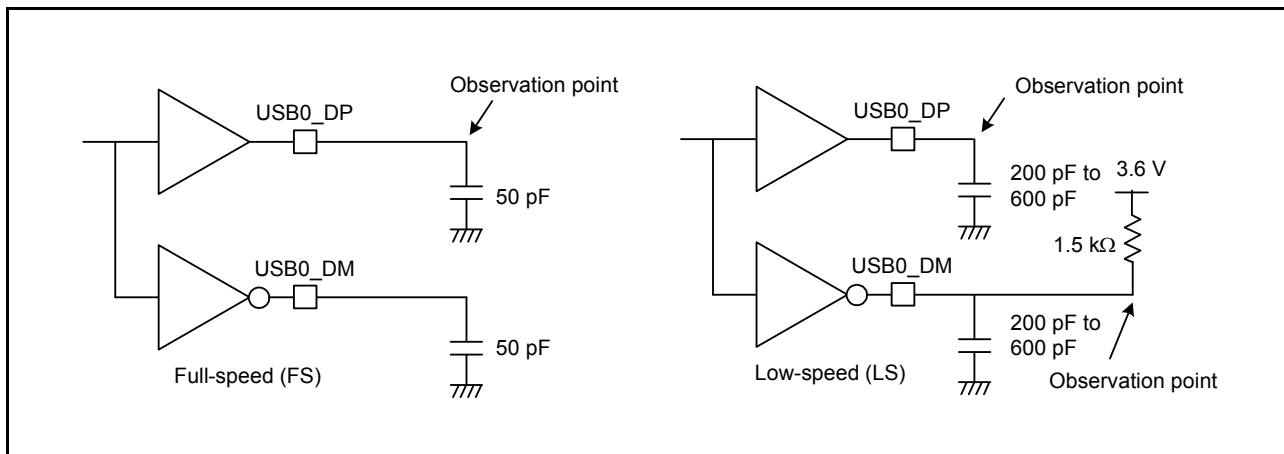 USB0_DP
Observation point
50 pF
USB0_DM
50 pF
Full-speed (FS)
USB0_DP
Observation point
200 pF to
600 pF
3.6 V
1.5 kΩ
USB0_DM
200 pF to
600 pF
Observation point
Low-speed (LS)